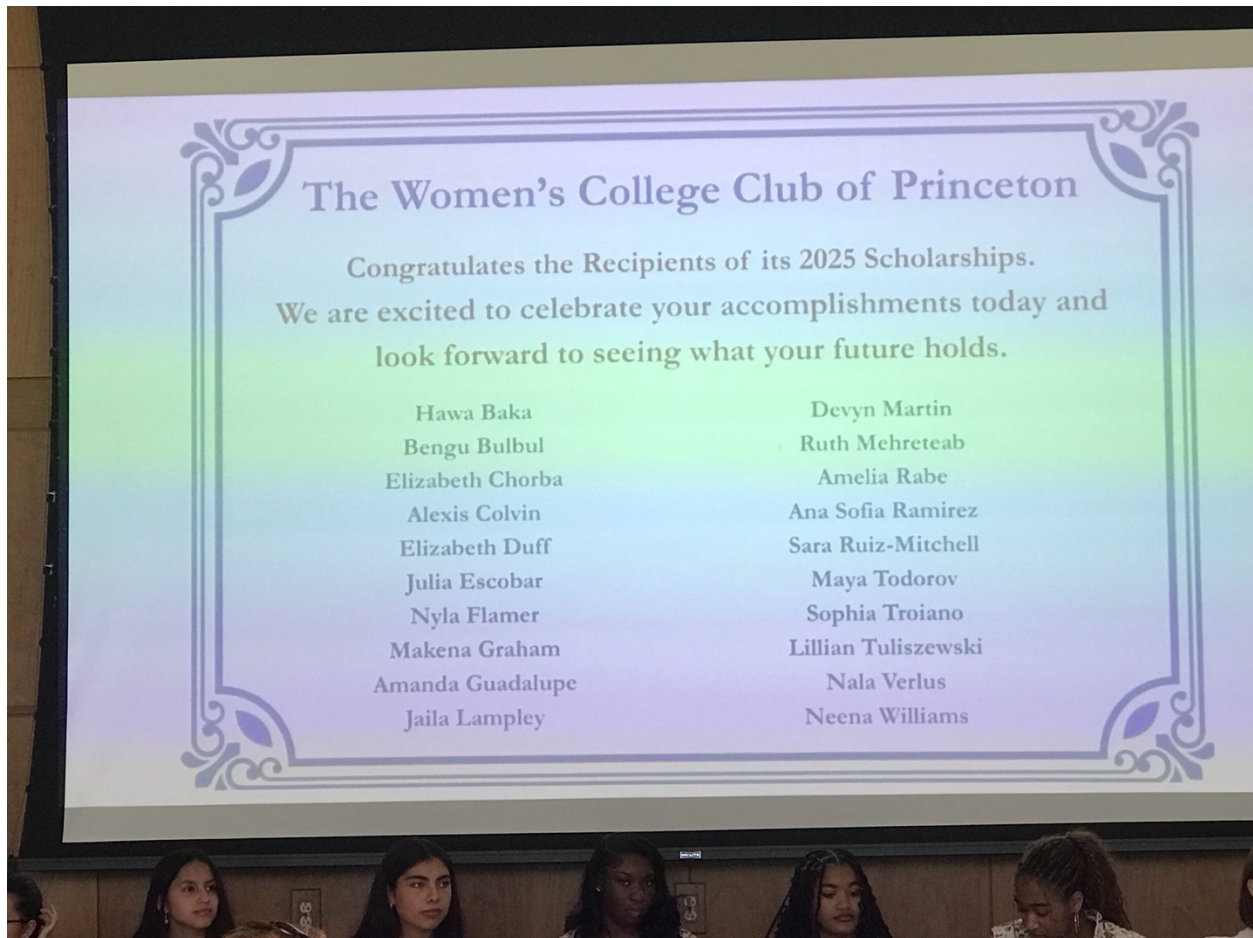 The Women's College Club of Princeton
Congratulates the Recipients of its 2025 Scholarships.
We are excited to celebrate your accomplishments today and
look forward to seeing what your future holds.
Hawa Baka
Bengu Bulbul
Elizabeth Chorba
Alexis Colvin
Elizabeth Duff
Julia Escobar
Nyla Flamer
Makena Graham
Amanda Guadalupe
Jaila Lampley
Devyn Martin
Ruth Mehreteab
Amelia Rabe
Ana Sofia Ramirez
Sara Ruiz-Mitchell
Maya Todorov
Sophia Troiano
Lillian Tuliszewski
Nala Verlus
Neena Williams